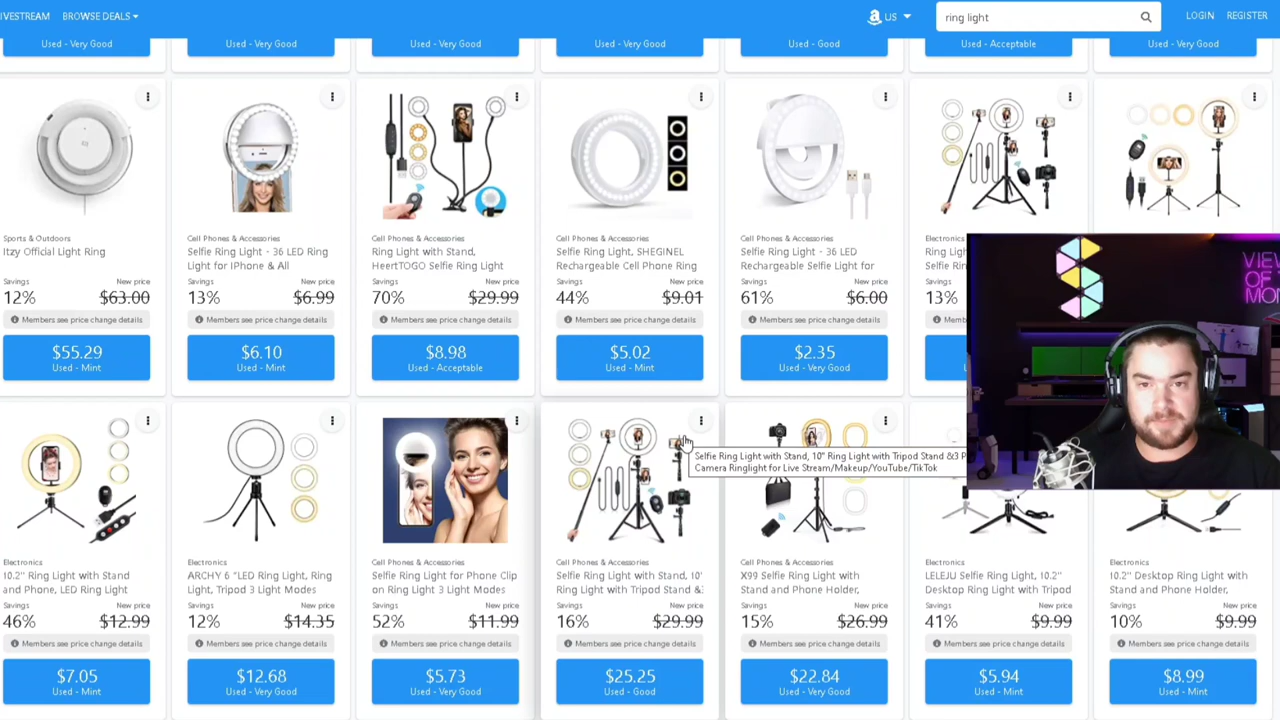 IVESTREAM BROWSE DEALS
US
ring light
LOGIN REGISTER
Used - Very Good
Used - Very Good
Used - Very Good
Used - Very Good
Used - Good
Used - Acceptable
Used - Very Good
Sports & Outdoors
Itzy Official Light Ring
Savings New price
12% $63.00
Members see price change details
$55.29
Used - Mint
Cell Phones & Accessories
Selfie Ring Light - 36 LED Ring
Light for IPhone & All
Savings New price
13% $6.99
Members see price change details
$6.10
Used - Mint
Cell Phones & Accessories
Ring Light with Stand,
HeertTOGO Selfie Ring Light
Savings New price
70% $29.99
Members see price change details
$8.98
Used - Acceptable
Cell Phones & Accessories
Ring Light, SHEGINEL
Rechargeable Cell Phone Ring
Savings New price
44% $9.01
Members see price change details
$5.02
Used - Mint
Cell Phones & Accessories
Selfie Ring Light - 36 LED
Rechargeable Selfie Light for
Savings New price
61% $6.00
Members see price change details
$2.35
Used - Very Good
Electronics
Ring L
Selfie Ri
Savings
13%
Memb
VIEW
OF T
MON
Selfie Ring Light with Stand, 10" Ring Light with Tripod Stand &3 P
Camera Ringlight for Live Stream/Makeup/YouTube/TikTok
Electronics
10.2" Ring Light with Stand
and Phone, LED Ring Light
Savings New price
46% $12.99
Members see price change details
$7.05
Used - Mint
Electronics
ARCHY 6 "LED Ring Light, Ring
Light, Tripod 3 Light Modes
Savings New price
12% $14.35
Members see price change details
$12.68
Used - Very Good
Cell Phones & Accessories
Selfie Ring Light for Phone Clip
on Ring Light 3 Light Modes
Savings New price
52% $11.99
Members see price change details
$5.73
Used - Very Good
Cell Phones & Accessories
Selfie Ring Light with Stand, 10"
Ring Light with Tripod Stand &3
Savings New price
16% $29.99
Members see price change details
$25.25
Used - Good
Cell Phones & Accessories
X99 Selfie Ring Light with
Stand and Phone Holder,
Savings New price
15% $26.99
Members see price change details
$22.84
Used - Very Good
Electronics
LELEJU Selfie Ring Light, 10.2"
Desktop Ring Light with Tripod
Savings New price
41% $9.99
Members see price change details
$5.94
Used - Mint
Electronics
10.2" Desktop Ring Light with
Stand and Phone Holder,
Savings New price
10% $9.99
Members see price change details
$8.99
Used - Mint